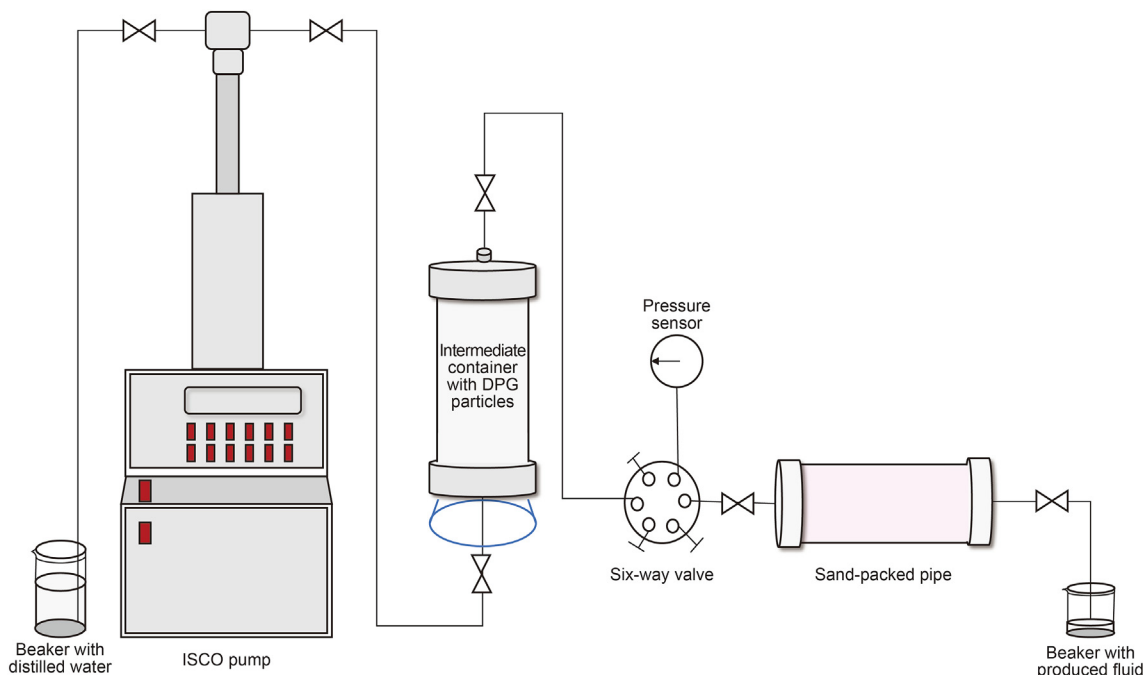 Pressure
sensor
Intermediate
container
with DPG
particles
Six-way valve
Sand-packed pipe
Beaker with
distilled water
ISCO pump
Beaker with
produced fluid